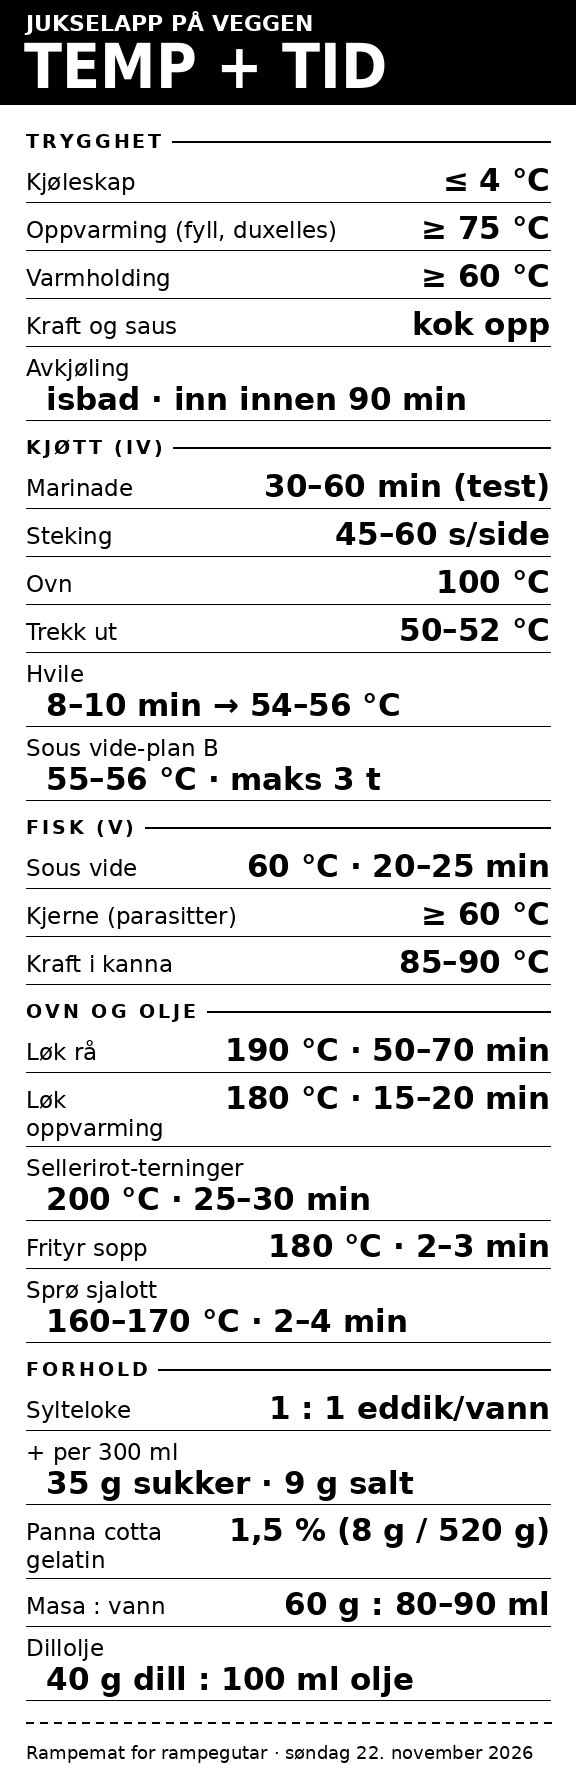 JUKSELAPP PÅ VEGGEN
TEMP + TID
TRYGGHET
Kjøleskap ≤ 4 °C
Oppvarming (fyll, duxelles) ≥ 75 °C
Varmholding ≥ 60 °C
Kraft og saus kok opp
Avkjøling
isbad · inn innen 90 min
KJØTT (IV)
Marinade 30–60 min (test)
Steking 45–60 s/side
Ovn 100 °C
Trekk ut 50–52 °C
Hvile
8–10 min → 54–56 °C
Sous vide-plan B
55–56 °C · maks 3 t
FISK (V)
Sous vide 60 °C · 20–25 min
Kjerne (parasitter) ≥ 60 °C
Kraft i kanna 85–90 °C
OVN OG OLJE
Løk rå 190 °C · 50–70 min
Løk 180 °C · 15–20 min
oppvarming
Sellerirot-terninger
200 °C · 25–30 min
Frityr sopp 180 °C · 2–3 min
Sprø sjalott
160–170 °C · 2–4 min
FORHOLD
Sylteloke 1 : 1 eddik/vann
+ per 300 ml
35 g sukker · 9 g salt
Panna cotta 1,5 % (8 g / 520 g)
gelatin
Masa : vann 60 g : 80–90 ml
Dillolje
40 g dill : 100 ml olje
Rampemat for rampegutar · søndag 22. november 2026